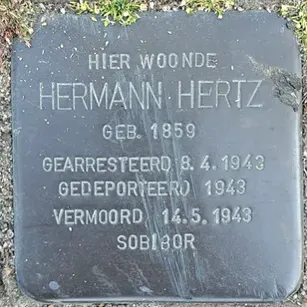 HIER WOONDE
HERMANN HERTZ
GEB. 1859
GEARRESTEERD 8.4.1943
GEDEPORTEERD 1943
VERMOORD 14.5.1943
SOBIBOR